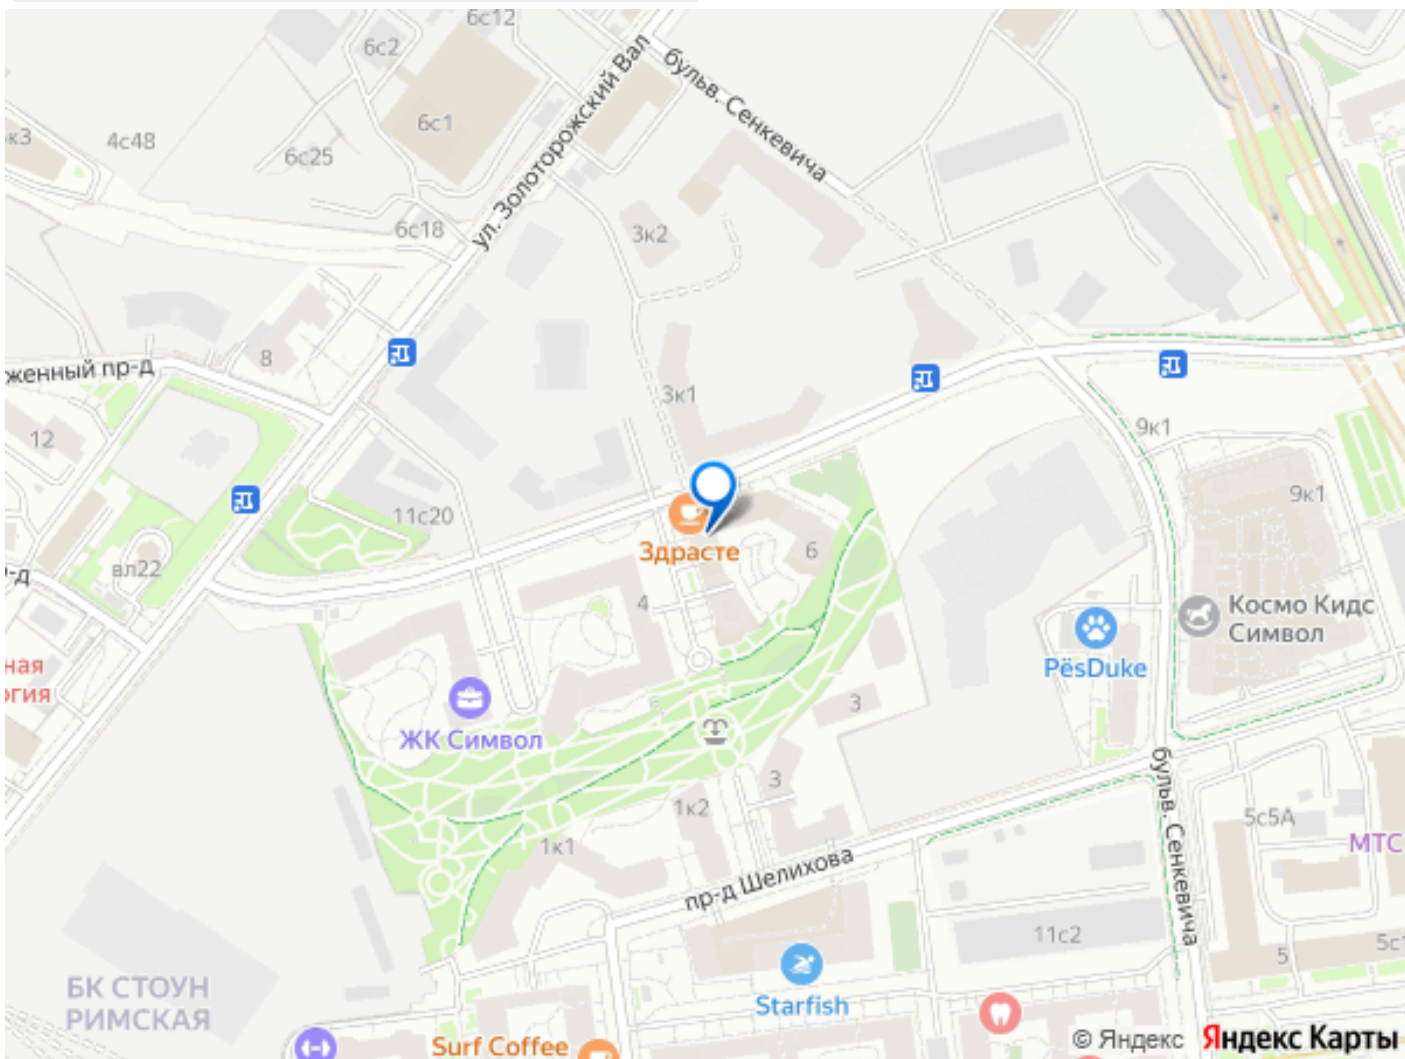 6с12
6с2
ул. Золоторожский Вал
бульв. Сенкевича
6с1
к3
4с48
6с25
6с18
3к2
8
женный пр-д
3к1
12
9к1
9к1
11с20
Здрасте
6
вл22
р-д
4
Космо Кидс
Символ
PёsDuke
ная
огия
ЖК Символ
3
3
1к2
1к1
бульв. Сенкевича
5с5А
МТС
пр-д Шелихова
11с2
5
5с1
БК СТОУН
РИМСКАЯ
Starfish
Surf Coffee
© Яндекс Яндекс Карты